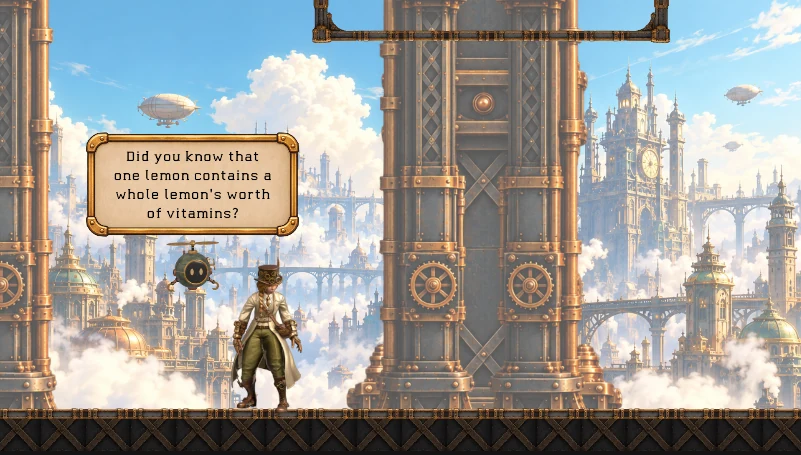 Did you know that
one lemon contains a
whole lemon's worth
of vitamins?